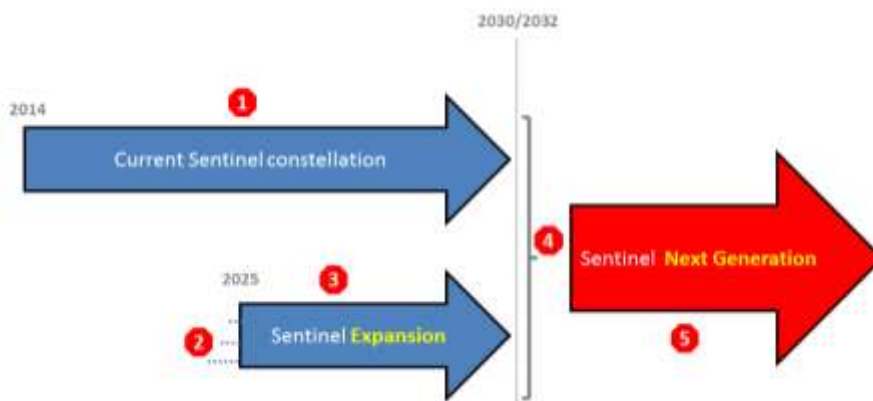 2030/2032
1
2014
Current Sentinel constellation
4
Sentinel Next Generation
2025
3
2
Sentinel Expansion
5